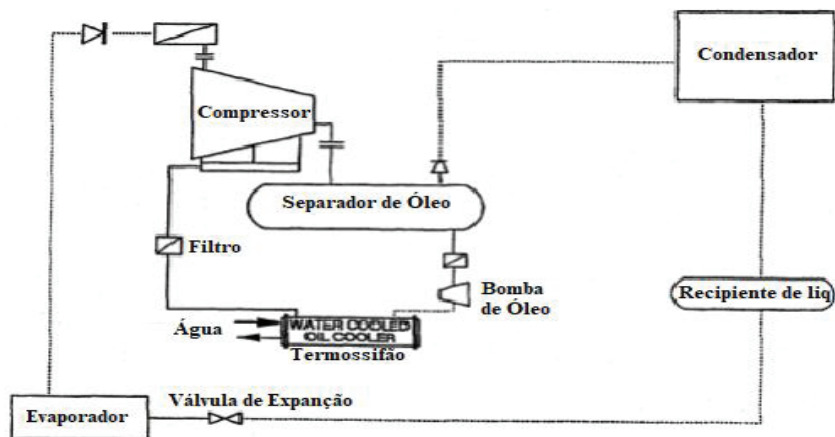 Condensador
Compressor
Separador de Óleo
Filtro
Bomba
de Óleo
Recipiente de liq
Água
WATER COOLED
OIL COOLER
Termossifão
Válvula de Expanção
Evaporador